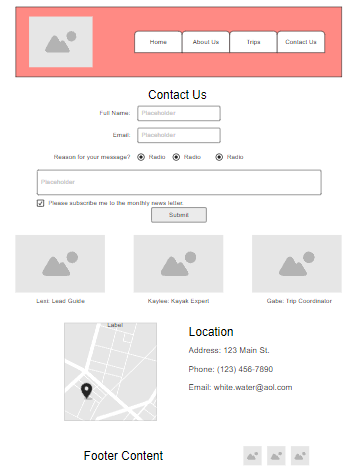 Home
About Us
Trips
Contact Us
Contact Us
Full Name:
Placeholder
Email:
Placeholder
Reason for your message?
Radio
Radio
Radio
Placeholder
Please subscribe me to the monthly news letter.
Submit
Lexi: Lead Guide
Kaylee: Kayak Expert
Gabe: Trip Coordinator
Label
Location
Address: 123 Main St.
Phone: (123) 456-7890
Email: white.water@aol.com
Footer Content